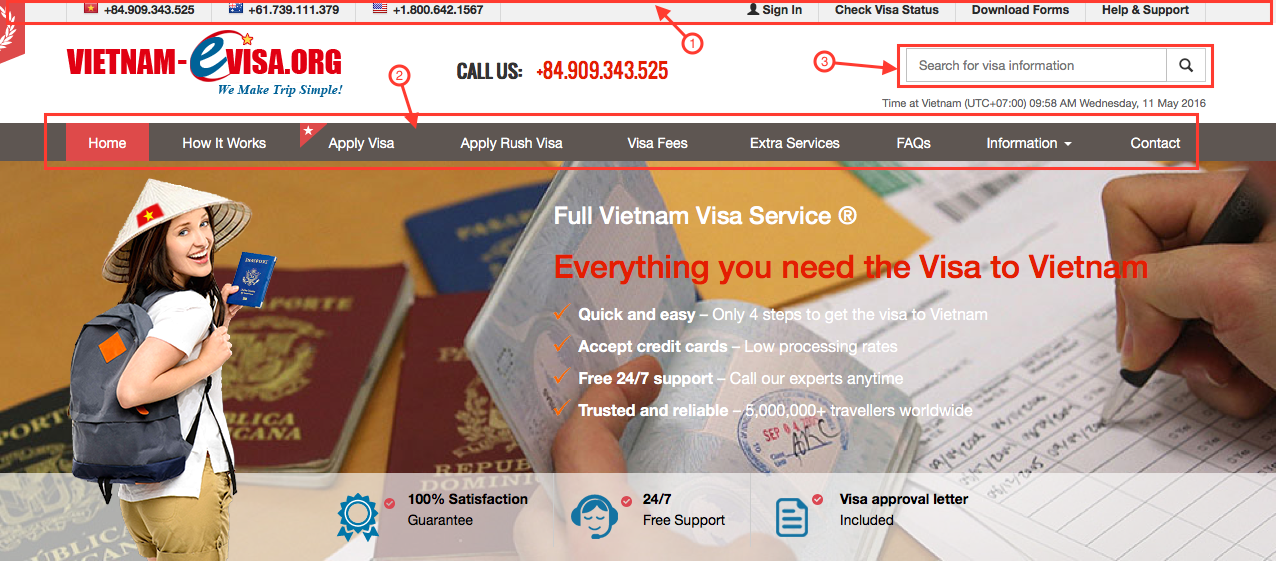 +84.909.343.525 +61.739.111.379 +1.800.642.1567 Sign In Check Visa Status Download Forms Help & Support
1
VIETNAM-eVISA.ORG
We Make Trip Simple!
CALL US: +84.909.343.525
3
Search for visa information
2
Time at Vietnam (UTC+07:00) 09:58 AM Wednesday, 11 May 2016
Home How It Works Apply Visa Apply Rush Visa Visa Fees Extra Services FAQs Information Contact
Full Vietnam Visa Service ®
Everything you need the Visa to Vietnam
Quick and easy – Only 4 steps to get the visa to Vietnam
Accept credit cards – Low processing rates
Free 24/7 support – Call our experts anytime
Trusted and reliable – 5,000,000+ travellers worldwide
100% Satisfaction
Guarantee
24/7
Free Support
Visa approval letter
Included